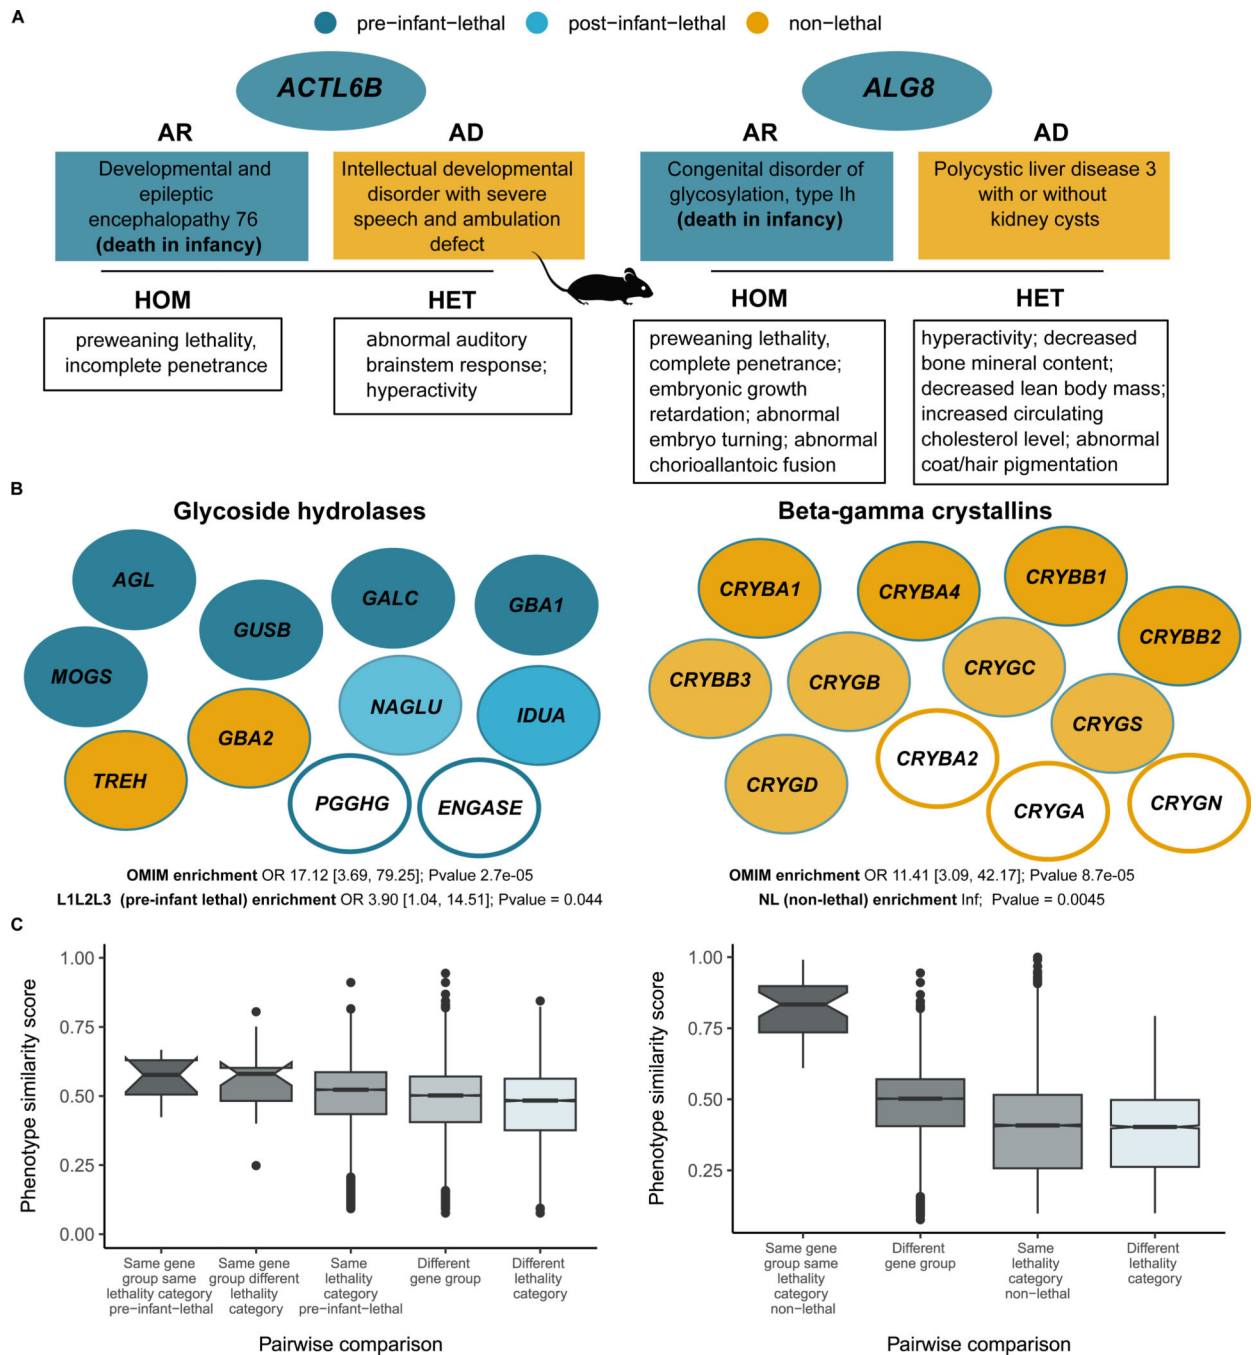 A
pre-infant-lethal
post-infant-lethal
non-lethal
ACTL6B
AR
AD
Developmental and
epileptic
encephalopathy 76
(death in infancy)
Intellectual developmental
disorder with severe
speech and ambulation
defect
HOM
HET
preweaning lethality,
incomplete penetrance
abnormal auditory
brainstem response;
hyperactivity
ALG8
AR
AD
Congenital disorder of
glycosylation, type Ih
(death in infancy)
Polycystic liver disease 3
with or without
kidney cysts
HOM
HET
preweaning lethality,
complete penetrance;
embryonic growth
retardation; abnormal
embryo turning; abnormal
chorioallantoic fusion
hyperactivity; decreased
bone mineral content;
decreased lean body mass;
increased circulating
cholesterol level; abnormal
coat/hair pigmentation
B
Glycoside hydrolases
AGL
GUSB
GALC
GBA1
MOGS
NAGLU
IDUA
GBA2
TREH
PGGHG
ENGASE
OMIM enrichment OR 17.12 [3.69, 79.25]; Pvalue 2.7e-05
L1L2L3 (pre-infant lethal) enrichment OR 3.90 [1.04, 14.51]; Pvalue = 0.044
Beta-gamma crystallins
CRYBA1
CRYBA4
CRYBB1
CRYBB2
CRYBB3
CRYGB
CRYGC
CRYGS
CRYGD
CRYBA2
CRYGA
CRYGN
OMIM enrichment OR 11.41 [3.09, 42.17]; Pvalue 8.7e-05
NL (non-lethal) enrichment Inf; Pvalue = 0.0045
C
Phenotype similarity score
1.00
0.75
0.50
0.25
0.00
Same gene
group same
lethality category
pre-infant-lethal
Same gene
group different
lethality
category
Same
lethality
category
pre-infant-lethal
Different
gene group
Different
lethality
category
Pairwise comparison
Phenotype similarity score
1.00
0.75
0.50
0.25
Same gene
group same
lethality
category
non-lethal
Different
gene group
Same
lethality
category
non-lethal
Different
lethality
category
Pairwise comparison